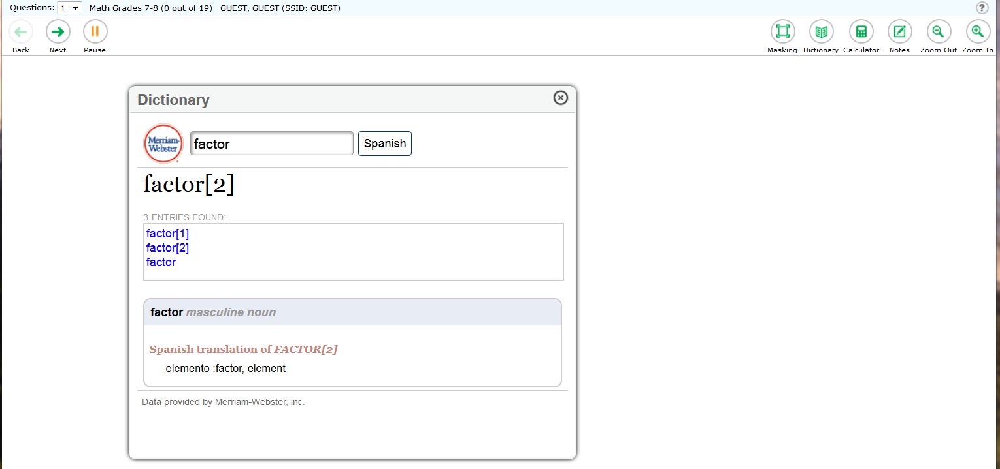 Questions: 1 Math Grades 7-8 (0 out of 19) GUEST, GUEST (SSID: GUEST) ?
Back Next Pause Masking Dictionary Calculator Notes Zoom Out Zoom In
Dictionary
Merriam-
Webster
factor Spanish
factor[2]
3 ENTRIES FOUND:
factor[1]
factor[2]
factor
factor masculine noun
Spanish translation of FACTOR[2]
elemento :factor, element
Data provided by Merriam-Webster, Inc.